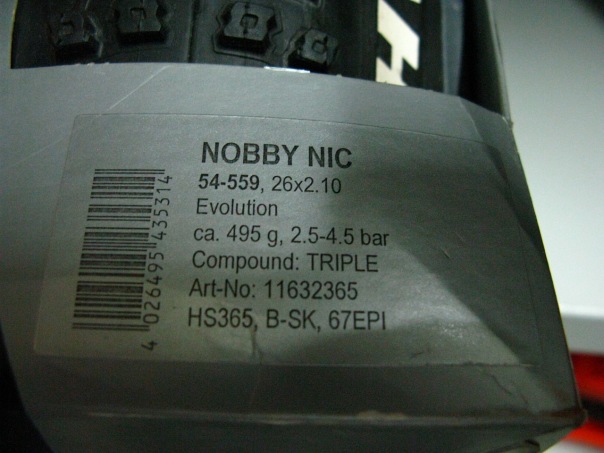 NOBBY NIC
54-559, 26x2.10
Evolution
ca. 495 g, 2.5-4.5 bar
Compound: TRIPLE
Art-No: 11632365
HS365, B-SK, 67EPI
4 026495 435314